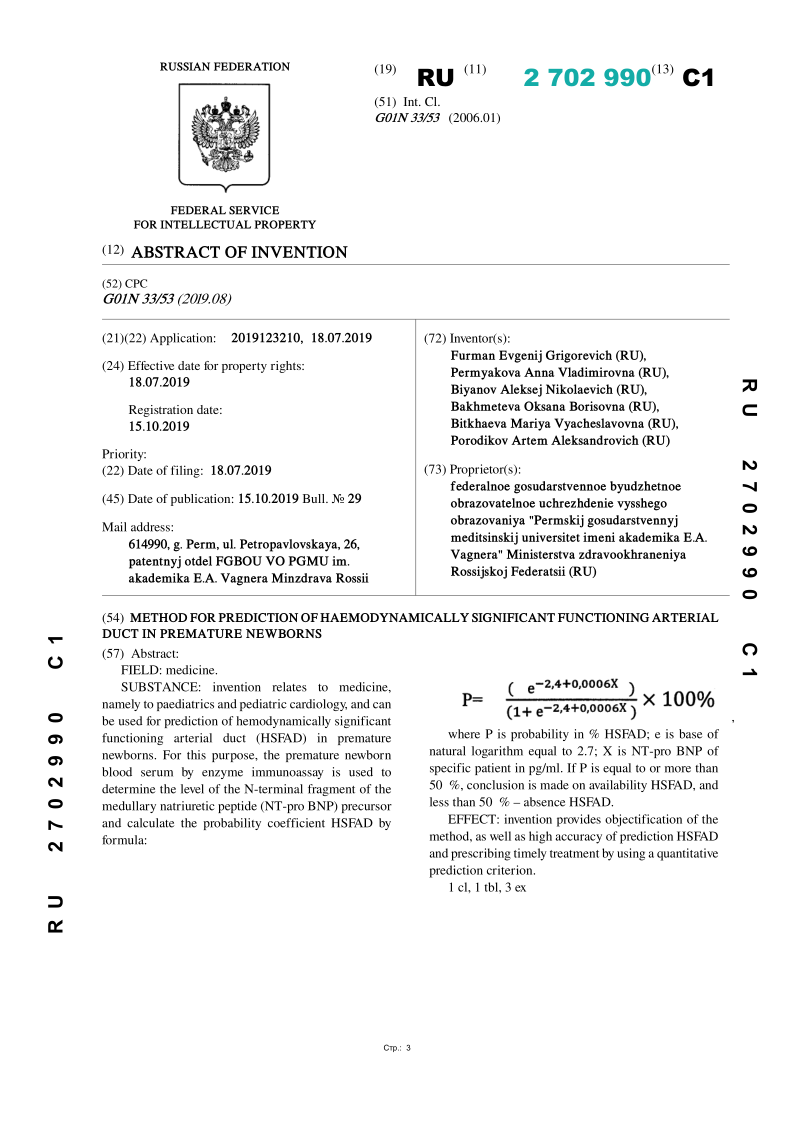 RUSSIAN FEDERATION
FEDERAL SERVICE
FOR INTELLECTUAL PROPERTY
(19) RU (11) 2 702 990 (13) C1
(51) Int. Cl.
G01N 33/53 (2006.01)
(12) ABSTRACT OF INVENTION
(52) CPC
G01N 33/53 (2019.08)
(21)(22) Application: 2019123210, 18.07.2019
(24) Effective date for property rights:
18.07.2019
Registration date:
15.10.2019
Priority:
(22) Date of filing: 18.07.2019
(45) Date of publication: 15.10.2019 Bull. № 29
Mail address:
614990, g. Perm, ul. Petropavlovskaya, 26,
patentnyj otdel FGBOU VO PGMU im.
akademika E.A. Vagnera Minzdrava Rossii
(72) Inventor(s):
Furman Evgenij Grigorevich (RU),
Permyakova Anna Vladimirovna (RU),
Biyanov Aleksej Nikolaevich (RU),
Bakhmeteva Oksana Borisovna (RU),
Bitkhaeva Mariya Vyacheslavovna (RU),
Porodikov Artem Aleksandrovich (RU)
(73) Proprietor(s):
federalnoe gosudarstvennoe byudzhetnoe
obrazovatelnoe uchrezhdenie vysshego
obrazovaniya "Permskij gosudarstvennyj
meditsinskij universitet imeni akademika E.A.
Vagnera" Ministerstva zdravookhraneniya
Rossijskoj Federatsii (RU)
(54) METHOD FOR PREDICTION OF HAEMODYNAMICALLY SIGNIFICANT FUNCTIONING ARTERIAL
DUCT IN PREMATURE NEWBORNS
(57) Abstract:
FIELD: medicine.
SUBSTANCE: invention relates to medicine,
namely to paediatrics and pediatric cardiology, and can
be used for prediction of hemodynamically significant
functioning arterial duct (HSFAD) in premature
newborns. For this purpose, the premature newborn
blood serum by enzyme immunoassay is used to
determine the level of the N-terminal fragment of the
medullary natriuretic peptide (NT-pro BNP) precursor
and calculate the probability coefficient HSFAD by
formula:
P= ( e^−2,4+0,0006X ) / (1+ e^−2,4+0,0006X ) × 100%
,
where P is probability in % HSFAD; e is base of
natural logarithm equal to 2.7; X is NT-pro BNP of
specific patient in pg/ml. If P is equal to or more than
50 %, conclusion is made on availability HSFAD, and
less than 50 % – absence HSFAD.
EFFECT: invention provides objectification of the
method, as well as high accuracy of prediction HSFAD
and prescribing timely treatment by using a quantitative
prediction criterion.
1 cl, 1 tbl, 3 ex
RU 2702990 C1
RU 2702990 C1
Стр.: 3